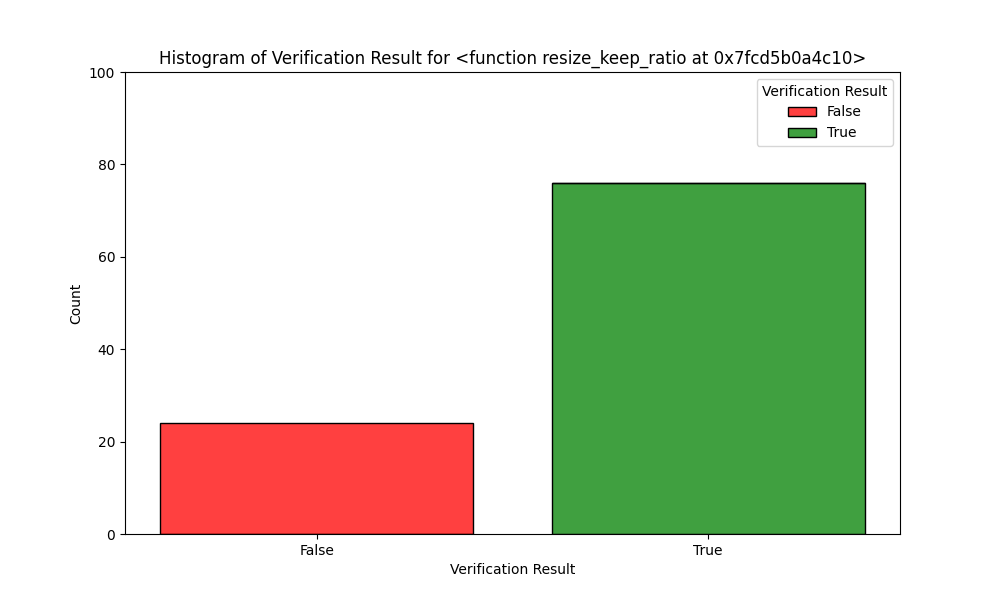 Histogram of Verification Result for <function resize_keep_ratio at 0x7fcd5b0a4c10>
Verification Result
False
True
100
80
60
40
20
0
Count
False
True
Verification Result